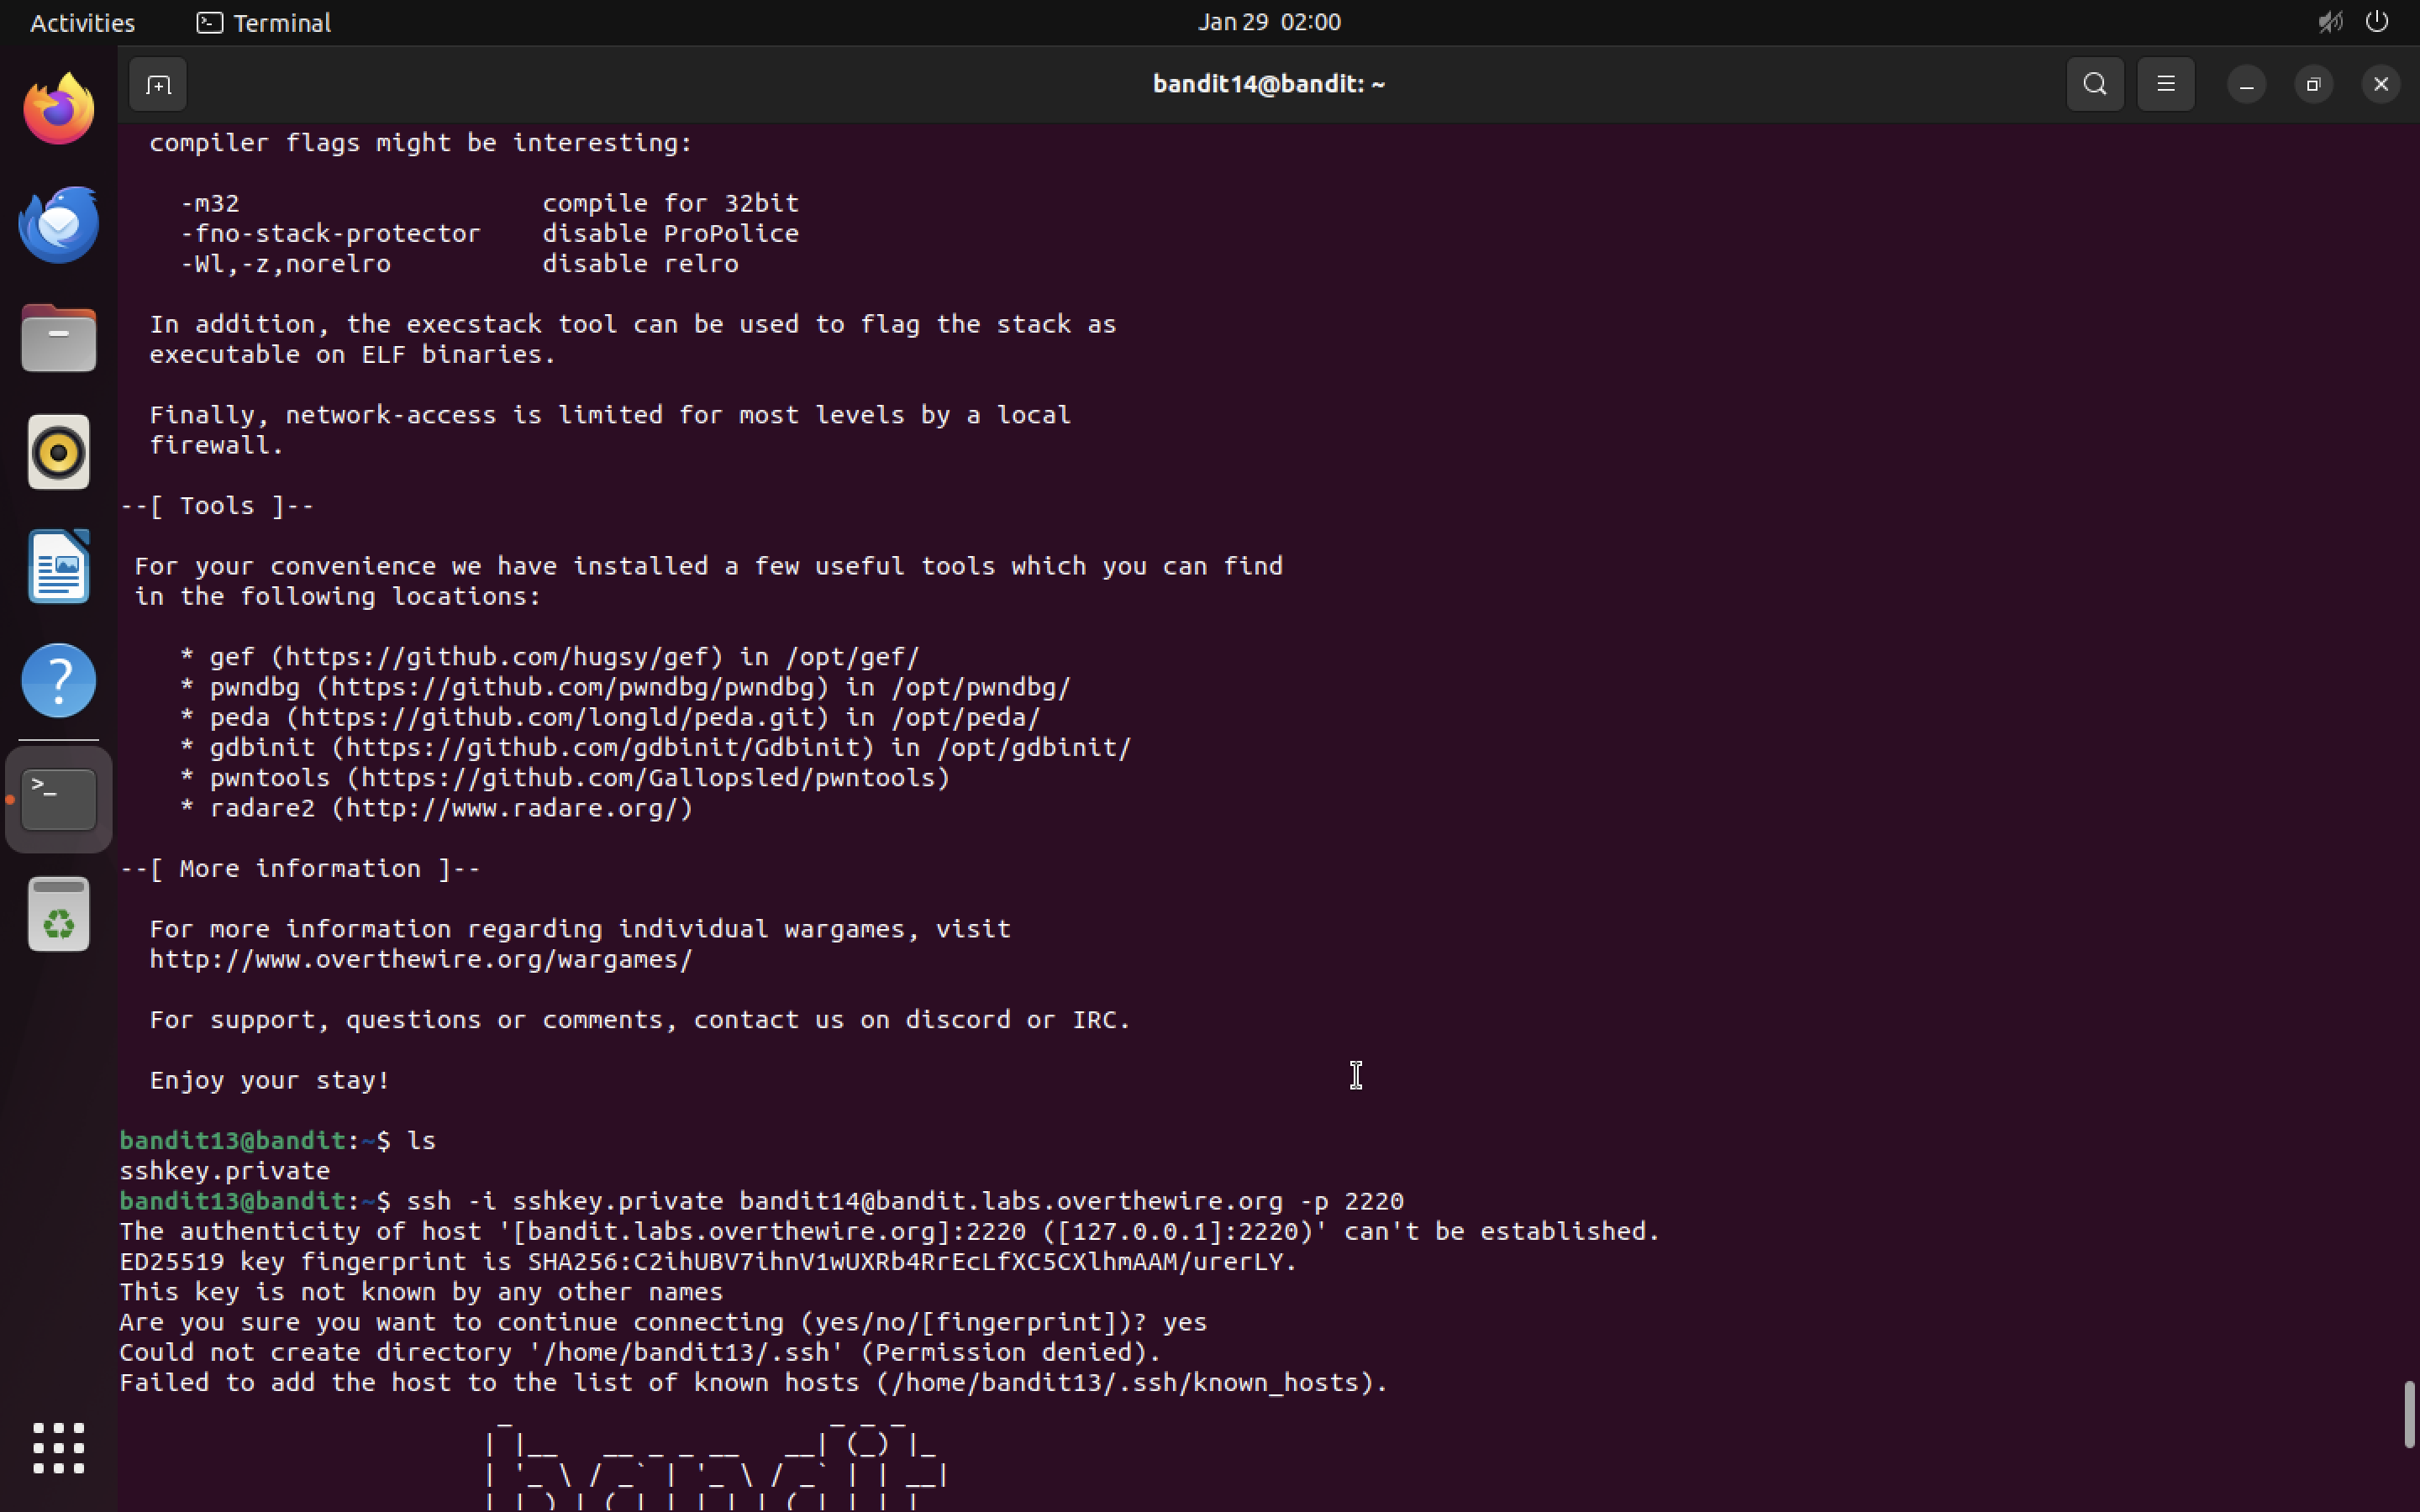 Activities
Terminal
Jan 29 02:00
bandit14@bandit: ~
compiler flags might be interesting:
-m32 compile for 32bit
-fno-stack-protector disable ProPolice
-Wl,-z,norelro disable relro
In addition, the execstack tool can be used to flag the stack as
executable on ELF binaries.
Finally, network-access is limited for most levels by a local
firewall.
--[ Tools ]--
For your convenience we have installed a few useful tools which you can find
in the following locations:
* gef (https://github.com/hugsy/gef) in /opt/gef/
* pwndbg (https://github.com/pwndbg/pwndbg) in /opt/pwndbg/
* peda (https://github.com/longld/peda.git) in /opt/peda/
* gdbinit (https://github.com/gdbinit/Gdbinit) in /opt/gdbinit/
* pwntools (https://github.com/Gallopsled/pwntools)
* radare2 (http://www.radare.org/)
--[ More information ]--
For more information regarding individual wargames, visit
http://www.overthewire.org/wargames/
For support, questions or comments, contact us on discord or IRC.
Enjoy your stay!
bandit13@bandit:~$ ls
sshkey.private
bandit13@bandit:~$ ssh -i sshkey.private bandit14@bandit.labs.overthewire.org -p 2220
The authenticity of host '[bandit.labs.overthewire.org]:2220 ([127.0.0.1]:2220)' can't be established.
ED25519 key fingerprint is SHA256:C2ihUBV7ihnV1wUXRb4RrEcLfXC5CXlhmAAM/urerLY.
This key is not known by any other names
Are you sure you want to continue connecting (yes/no/[fingerprint])? yes
Could not create directory '/home/bandit13/.ssh' (Permission denied).
Failed to add the host to the list of known hosts (/home/bandit13/.ssh/known_hosts).